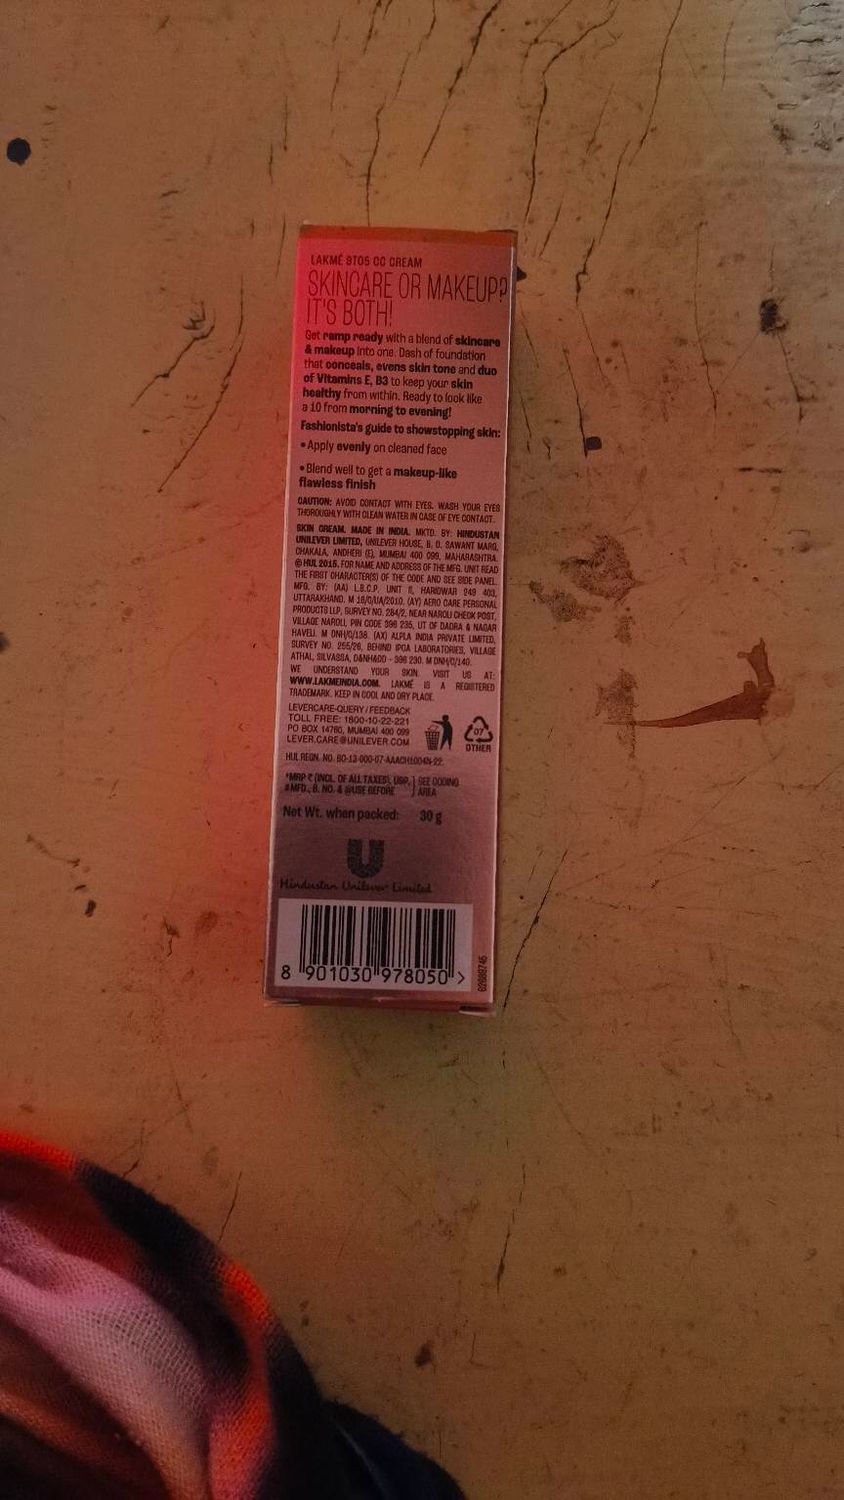 LAKMÉ 9TO5 CC CREAM
SKINCARE OR MAKEUP?
IT'S BOTH!
Get ramp ready with a blend of skincare
& makeup into one. Dash of foundation
that conceals, evens skin tone and duo
of Vitamins E, B3 to keep your skin
healthy from within. Ready to look like
a 10 from morning to evening!
Fashionista's guide to showstopping skin:
• Apply evenly on cleaned face
• Blend well to get a makeup-like
flawless finish
CAUTION: AVOID CONTACT WITH EYES. WASH YOUR EYES
THOROUGHLY WITH CLEAN WATER IN CASE OF EYE CONTACT.
SKIN CREAM. MADE IN INDIA. MKTD. BY: HINDUSTAN
UNILEVER LIMITED, UNILEVER HOUSE, B. D. SAWANT MARG,
CHAKALA, ANDHERI (E), MUMBAI 400 099, MAHARASHTRA.
© HUL 2015. FOR NAME AND ADDRESS OF THE MFG. UNIT READ
THE FIRST CHARACTER(S) OF THE CODE AND SEE SIDE PANEL.
MFG. BY: (AA) L.B.C.P. UNIT II, HARIDWAR 249 403,
UTTARAKHAND. (AY) AERO CARE PERSONAL
PRODUCTS LLP, SURVEY NO. 284/2, NEAR NAROLI CHECK POST,
VILLAGE NAROLI, PIN CODE 396 235, UT OF DADRA & NAGAR
HAVELI. M DNH/C/138. (AX) ALPLA INDIA PRIVATE LIMITED,
SURVEY NO. 255/26, BEHIND IPCA LABORATORIES, VILLAGE
ATHAL, SILVASSA, D&NH&DD - 396 230. M DNH/C/140.
WE UNDERSTAND YOUR SKIN. VISIT US AT:
WWW.LAKMEINDIA.COM. LAKMÉ IS A REGISTERED
TRADEMARK. KEEP IN COOL AND DRY PLACE.
LEVERCARE-QUERY / FEEDBACK
TOLL FREE: 1800-10-22-221
PO BOX 14760, MUMBAI 400 099
LEVER.CARE@UNILEVER.COM
07
OTHER
HUL REGN. NO. BO-13-000-07-AAACH1004N-22.
*MRP ₹ (INCL. OF ALL TAXES), USP,
#MFD., B. NO. & @USE BEFORE
SEE CODING
AREA
Net Wt. when packed: 30 g
Hindustan Unilever Limited
8 901030 978050 >